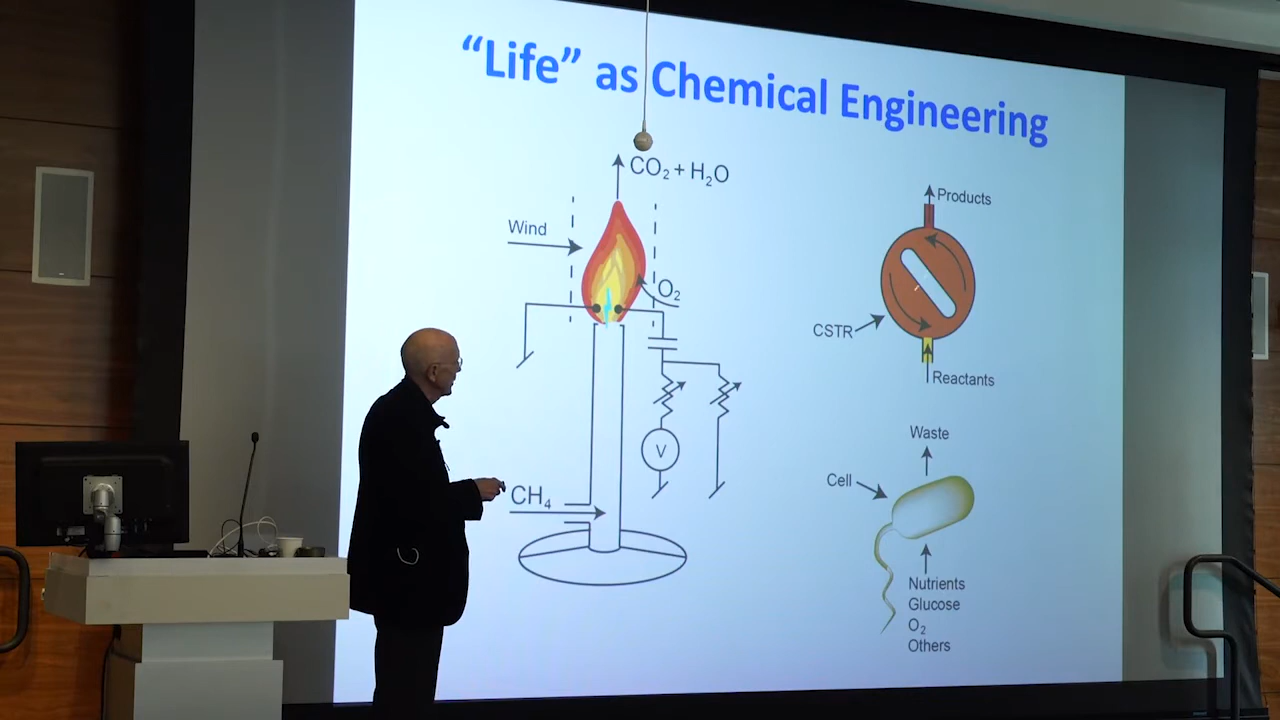 “Life” as Chemical Engineering
CO₂ + H₂O
Wind
O₂
V
CH₄
Products
CSTR
Reactants
Waste
Cell
Nutrients
Glucose
O₂
Others